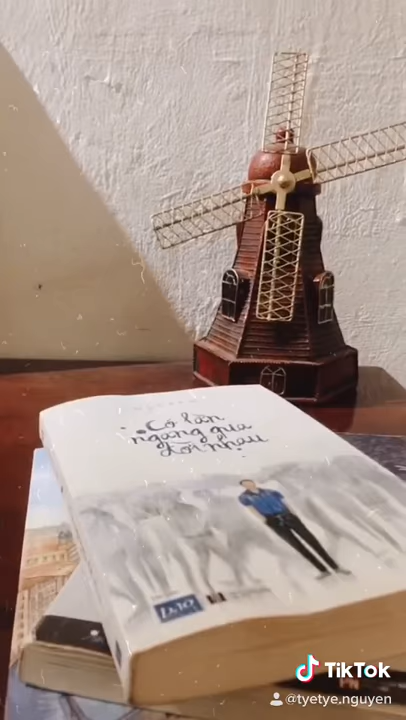 Có lần
ngang qua
đời nhau
TikTok
@tyetye.nguyen